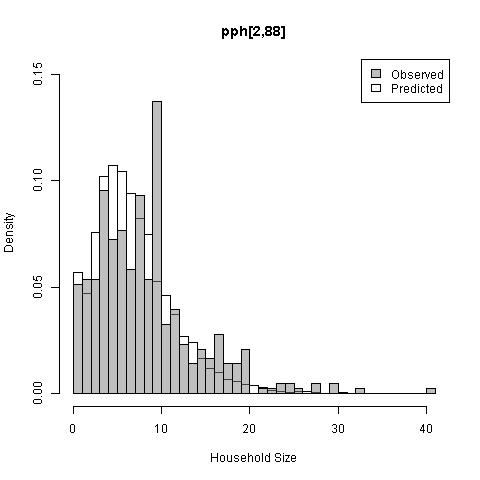 pph[2,88]
Observed
Predicted
0.15
0.10
0.05
0.00
Density
0 10 20 30 40
Household Size